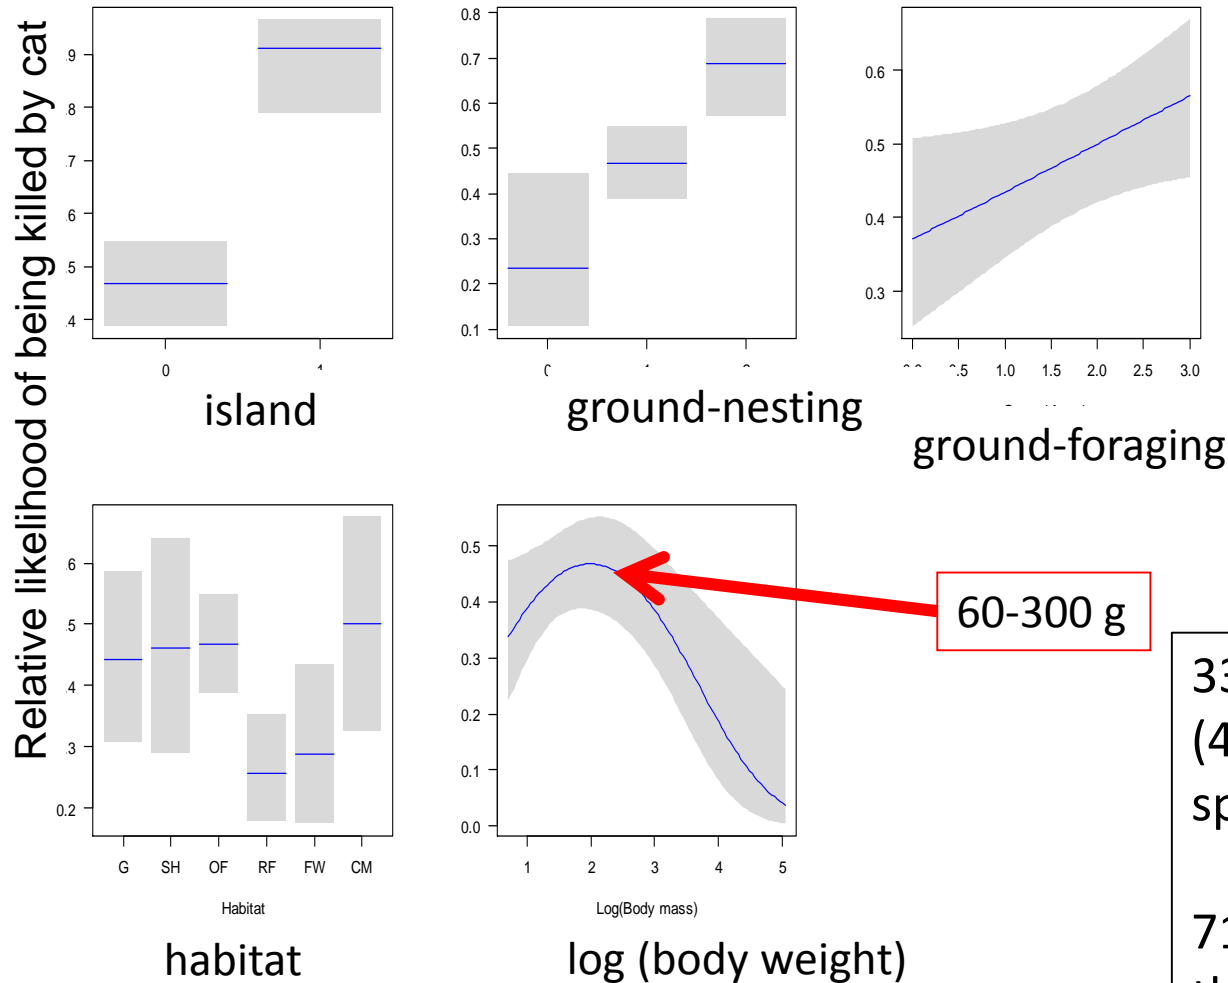 Relative likelihood of being killed by cat
.9
.8
.7
.6
.5
.4
0
island
0.8
0.7
0.6
0.5
0.4
0.3
0.2
0.1
ground-nesting
0.6
0.5
0.4
0.3
.5 1.0 1.5 2.0 2.5 3.0
ground-foraging
.6
.5
.4
.3
0.2
G SH OF RF FW CM
Habitat
habitat
0.5
0.4
0.3
0.2
0.1
0.0
1 2 3 4 5
Log(Body mass)
log (body weight)
60-300 g
33
(4
sp
71